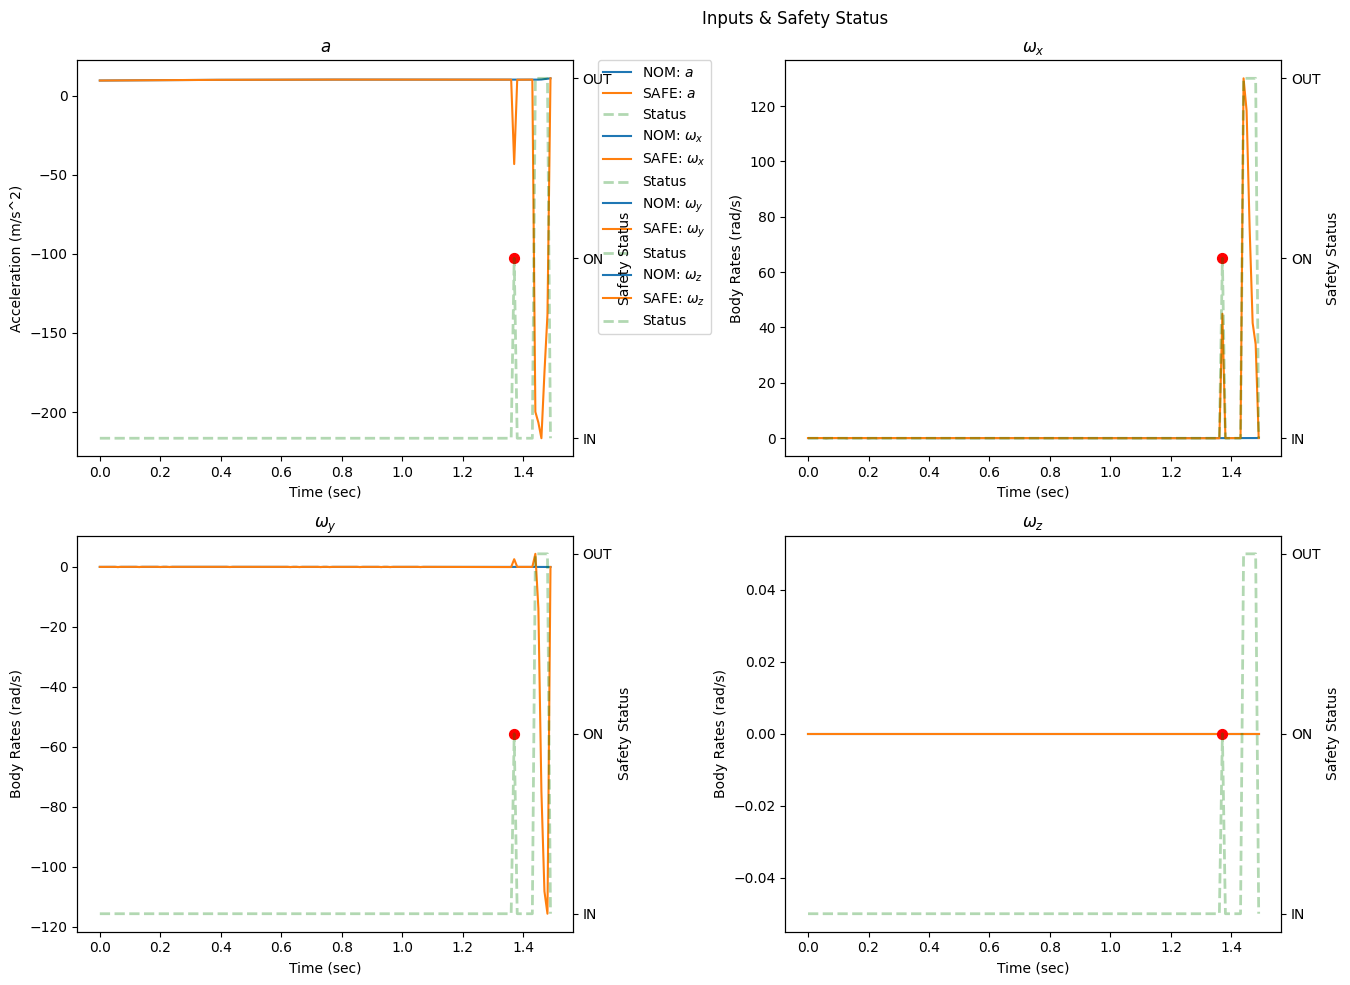 Inputs & Safety Status
a
0
−50
−100
−150
−200
Acceleration (m/s^2)
0.0 0.2 0.4 0.6 0.8 1.0 1.2 1.4
Time (sec)
OUT
ON
IN
Safety Status
NOM: a
SAFE: a
Status
NOM: ωx
SAFE: ωx
Status
NOM: ωy
SAFE: ωy
Status
NOM: ωz
SAFE: ωz
Status
ωx
120
100
80
60
40
20
0
Body Rates (rad/s)
0.0 0.2 0.4 0.6 0.8 1.0 1.2 1.4
Time (sec)
OUT
ON
IN
Safety Status
ωy
0
−20
−40
−60
−80
−100
−120
Body Rates (rad/s)
0.0 0.2 0.4 0.6 0.8 1.0 1.2 1.4
Time (sec)
OUT
ON
IN
Safety Status
ωz
0.04
0.02
0.00
−0.02
−0.04
Body Rates (rad/s)
0.0 0.2 0.4 0.6 0.8 1.0 1.2 1.4
Time (sec)
OUT
ON
IN
Safety Status